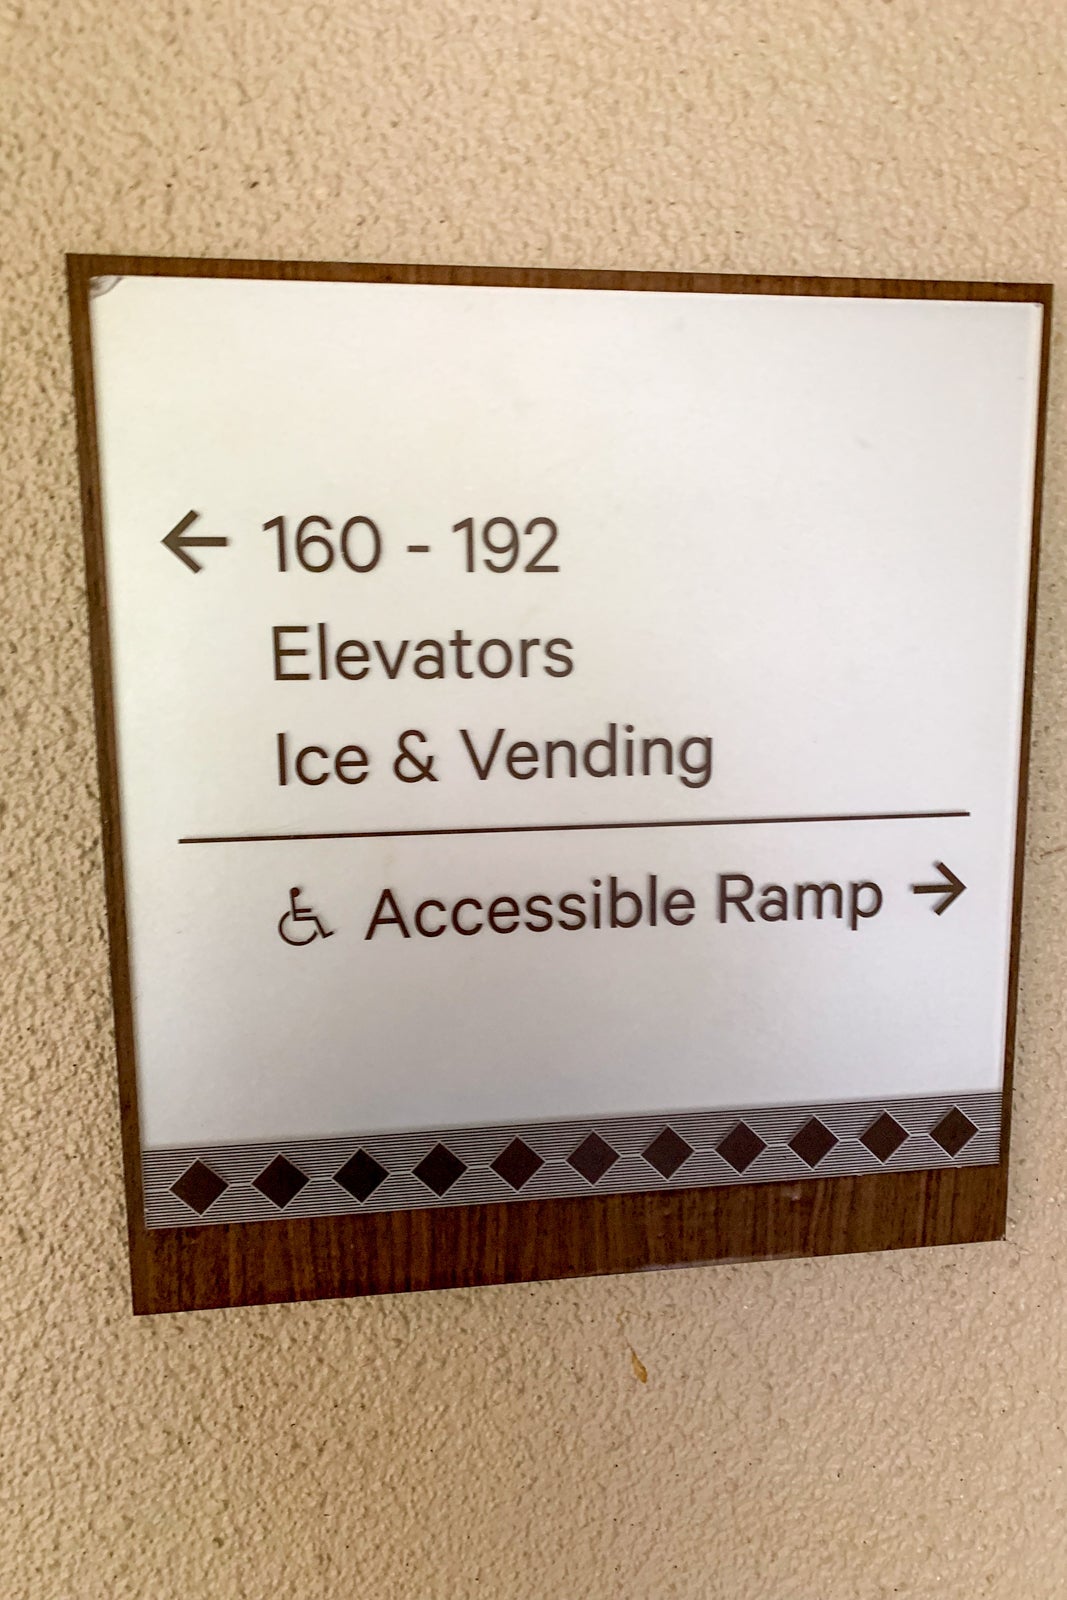 ← 160 - 192
Elevators
Ice & Vending
♿ Accessible Ramp →